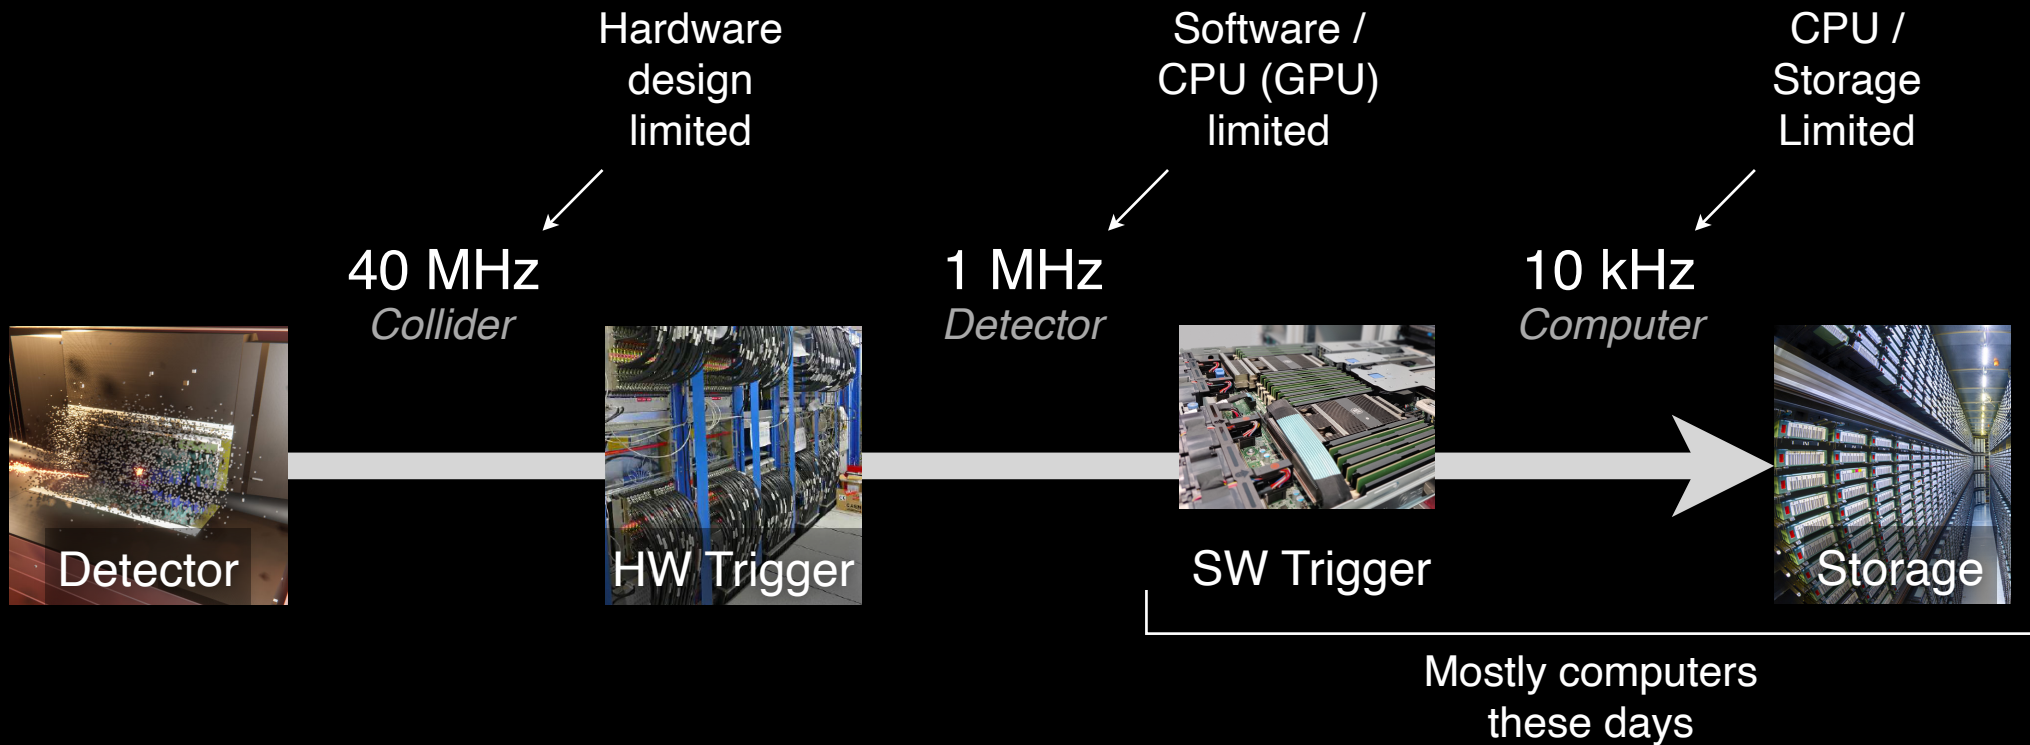 Hardware
design
limited
Software /
CPU (GPU)
limited
CPU /
Storage
Limited
40 MHz
Collider
1 MHz
Detector
10 kHz
Computer
Detector
HW Trigger
SW Trigger
Storage
Mostly computers
these days